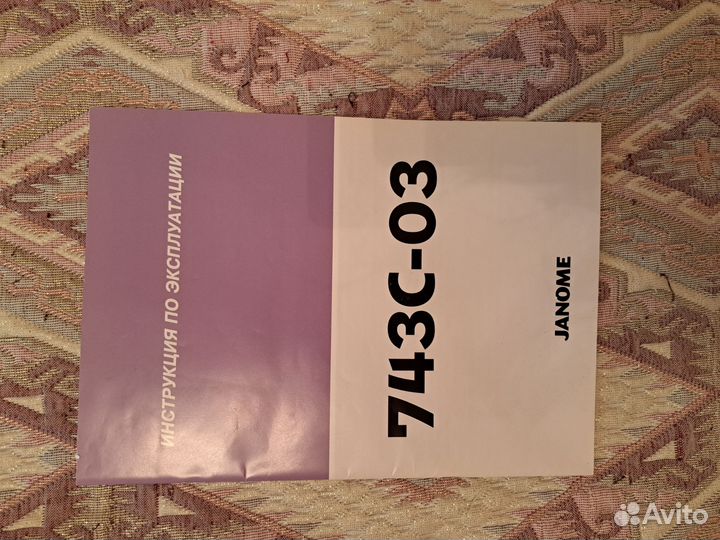 ИНСТРУКЦИЯ ПО ЭКСПЛУАТАЦИИ
743C-03
JANOME
Avito